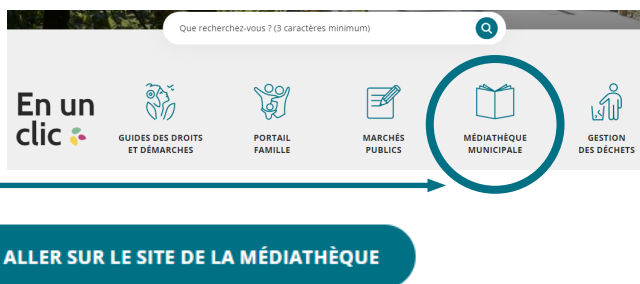 Que recherchez-vous ? (3 caractères minimum)
En un
clic
GUIDES DES DROITS
ET DÉMARCHES
PORTAIL
FAMILLE
MARCHÉS
PUBLICS
MÉDIATHÈQUE
MUNICIPALE
GESTION
DES DÉCHETS
ALLER SUR LE SITE DE LA MÉDIATHÈQUE